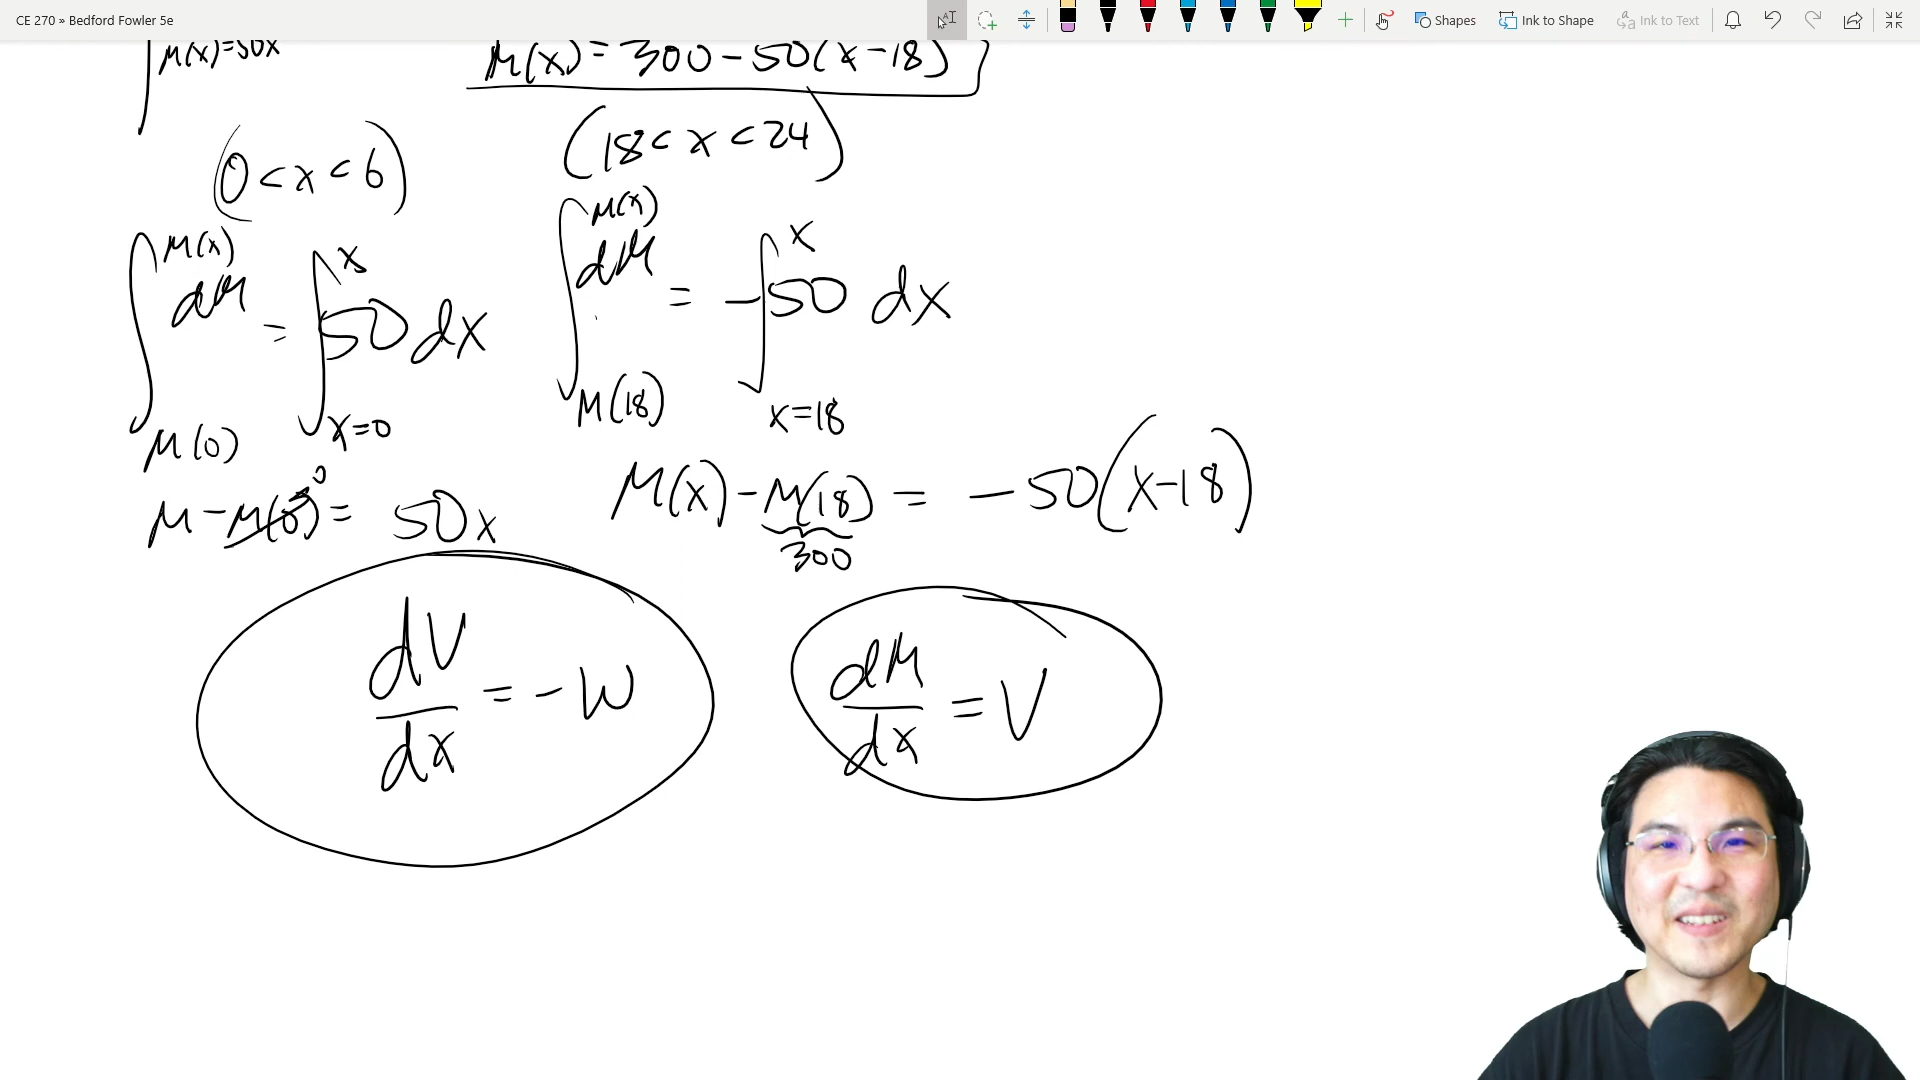 CE 270 » Bedford Fowler 5e
Shapes
Ink to Shape
Ink to Text
M(x)=50x
M(x) = 300 - 50(x-18)
(0 < x < 6)
(18 < x < 24)
∫_{M(0)}^{M(x)} dM = ∫_{x=0}^{x} 50 dx
∫_{M(18)}^{M(x)} dM = -∫_{x=18}^{x} 50 dx
M - M(0) = 50x
0
M(x) - M(18) = -50(x-18)
300
dV/dx = -w
dM/dx = V